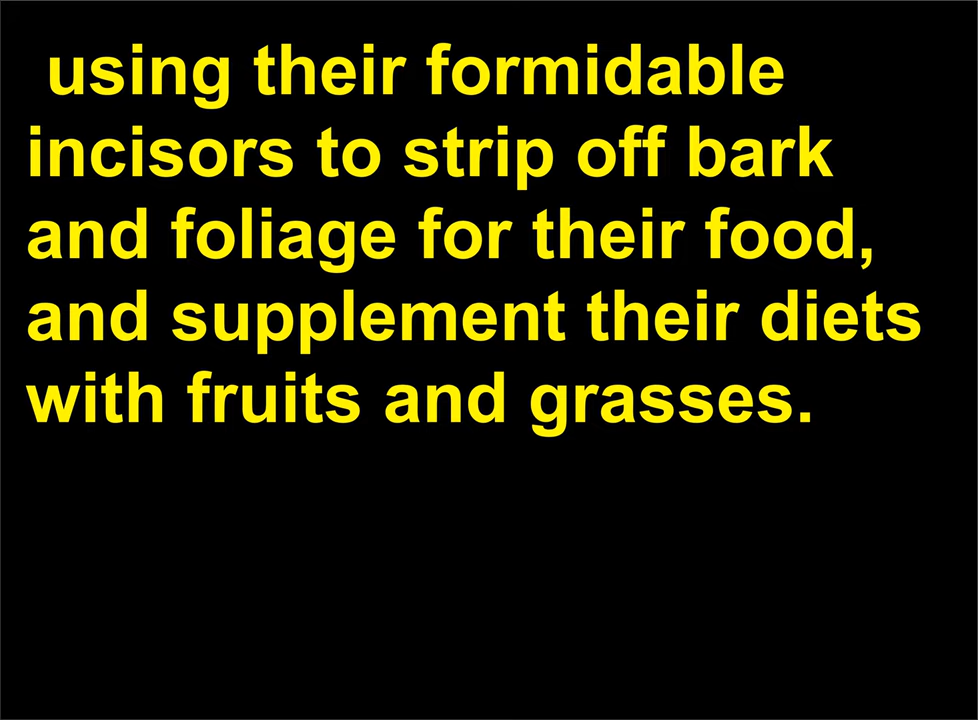 using their formidable
incisors to strip off bark
and foliage for their food,
and supplement their diets
with fruits and grasses.